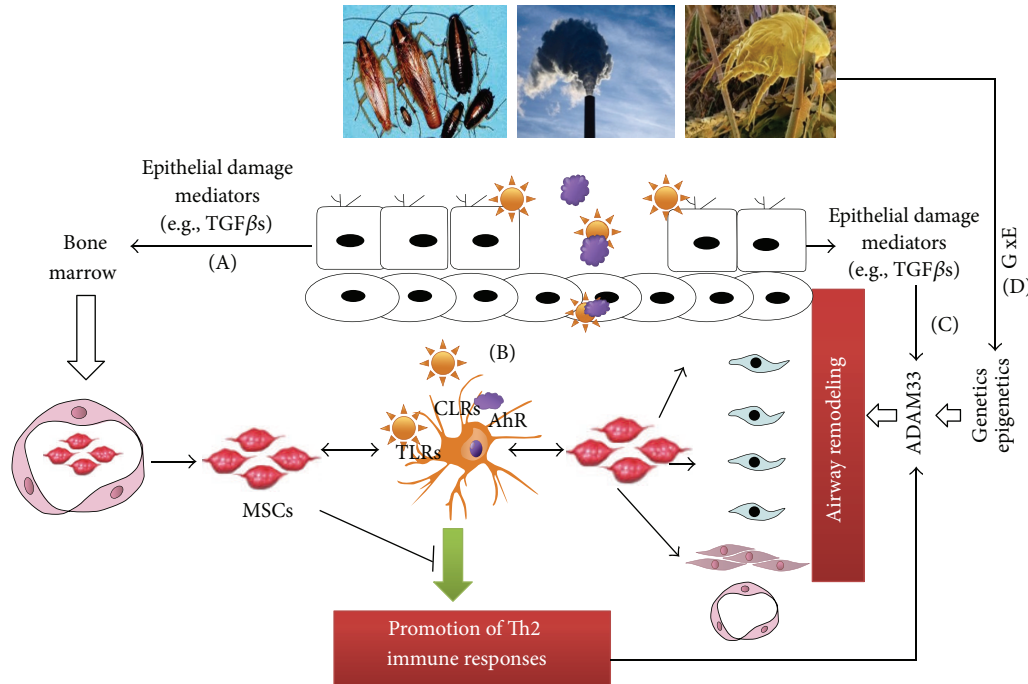 Epithelial damage
mediators
(e.g., TGFβs)
(A)
Bone
marrow
Epithelial damage
mediators
(e.g., TGFβs)
(C)
G xE
(D)
(B)
CLRs
AhR
TLRs
MSCs
Airway remodeling
ADAM33
Genetics
epigenetics
Promotion of Th2
immune responses